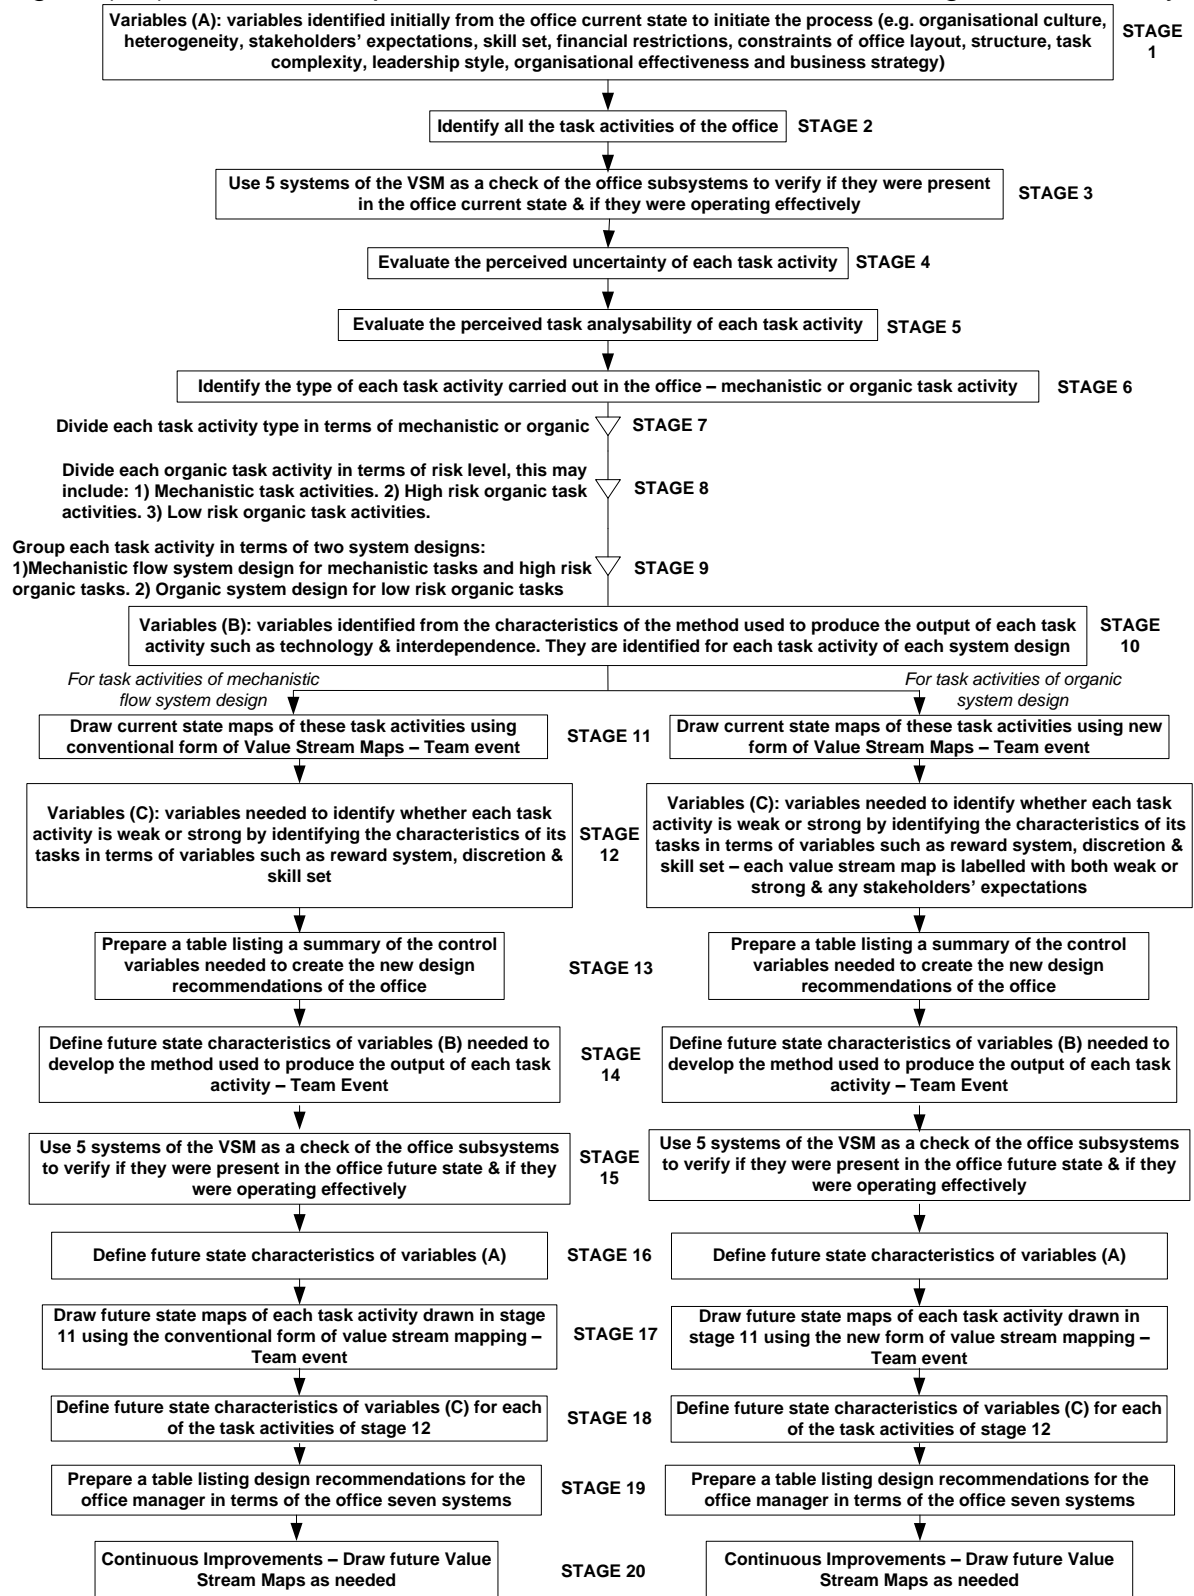 Variables (A): variables identified initially from the office current state to initiate the process (e.g. organisational culture,
heterogeneity, stakeholders' expectations, skill set, financial restrictions, constraints of office layout, structure, task
complexity, leadership style, organisational effectiveness and business strategy)
STAGE
1
Identify all the task activities of the office
STAGE 2
Use 5 systems of the VSM as a check of the office subsystems to verify if they were present
in the office current state & if they were operating effectively
STAGE 3
Evaluate the perceived uncertainty of each task activity
STAGE 4
Evaluate the perceived task analysability of each task activity
STAGE 5
Identify the type of each task activity carried out in the office – mechanistic or organic task activity
STAGE 6
Divide each task activity type in terms of mechanistic or organic
STAGE 7
Divide each organic task activity in terms of risk level, this may
include: 1) Mechanistic task activities. 2) High risk organic task
activities. 3) Low risk organic task activities.
STAGE 8
Group each task activity in terms of two system designs:
1)Mechanistic flow system design for mechanistic tasks and high risk
organic tasks. 2) Organic system design for low risk organic tasks
STAGE 9
Variables (B): variables identified from the characteristics of the method used to produce the output of each task
activity such as technology & interdependence. They are identified for each task activity of each system design
STAGE
10
For task activities of mechanistic
flow system design
For task activities of organic
system design
Draw current state maps of these task activities using
conventional form of Value Stream Maps – Team event
STAGE 11
Draw current state maps of these task activities using new
form of Value Stream Maps – Team event
Variables (C): variables needed to identify whether each task
activity is weak or strong by identifying the characteristics of its
tasks in terms of variables such as reward system, discretion &
skill set
STAGE
12
Variables (C): variables needed to identify whether each task
activity is weak or strong by identifying the characteristics of its
tasks in terms of variables such as reward system, discretion &
skill set – each value stream map is labelled with both weak or
strong & any stakeholders' expectations
Prepare a table listing a summary of the control
variables needed to create the new design
recommendations of the office
STAGE 13
Prepare a table listing a summary of the control
variables needed to create the new design
recommendations of the office
Define future state characteristics of variables (B) needed to
develop the method used to produce the output of each task
activity – Team Event
STAGE
14
Define future state characteristics of variables (B) needed to
develop the method used to produce the output of each task
activity – Team Event
Use 5 systems of the VSM as a check of the office subsystems
to verify if they were present in the office future state & if they
were operating effectively
STAGE
15
Use 5 systems of the VSM as a check of the office subsystems
to verify if they were present in the office future state & if they
were operating effectively
Define future state characteristics of variables (A)
STAGE 16
Define future state characteristics of variables (A)
Draw future state maps of each task activity drawn in stage
11 using the conventional form of value stream mapping –
Team event
STAGE 17
Draw future state maps of each task activity drawn in
stage 11 using the new form of value stream mapping –
Team event
Define future state characteristics of variables (C) for each
of the task activities of stage 12
STAGE 18
Define future state characteristics of variables (C) for each
of the task activities of stage 12
Prepare a table listing design recommendations for the
office manager in terms of the office seven systems
STAGE 19
Prepare a table listing design recommendations for the
office manager in terms of the office seven systems
Continuous Improvements – Draw future Value
Stream Maps as needed
STAGE 20
Continuous Improvements – Draw future Value
Stream Maps as needed